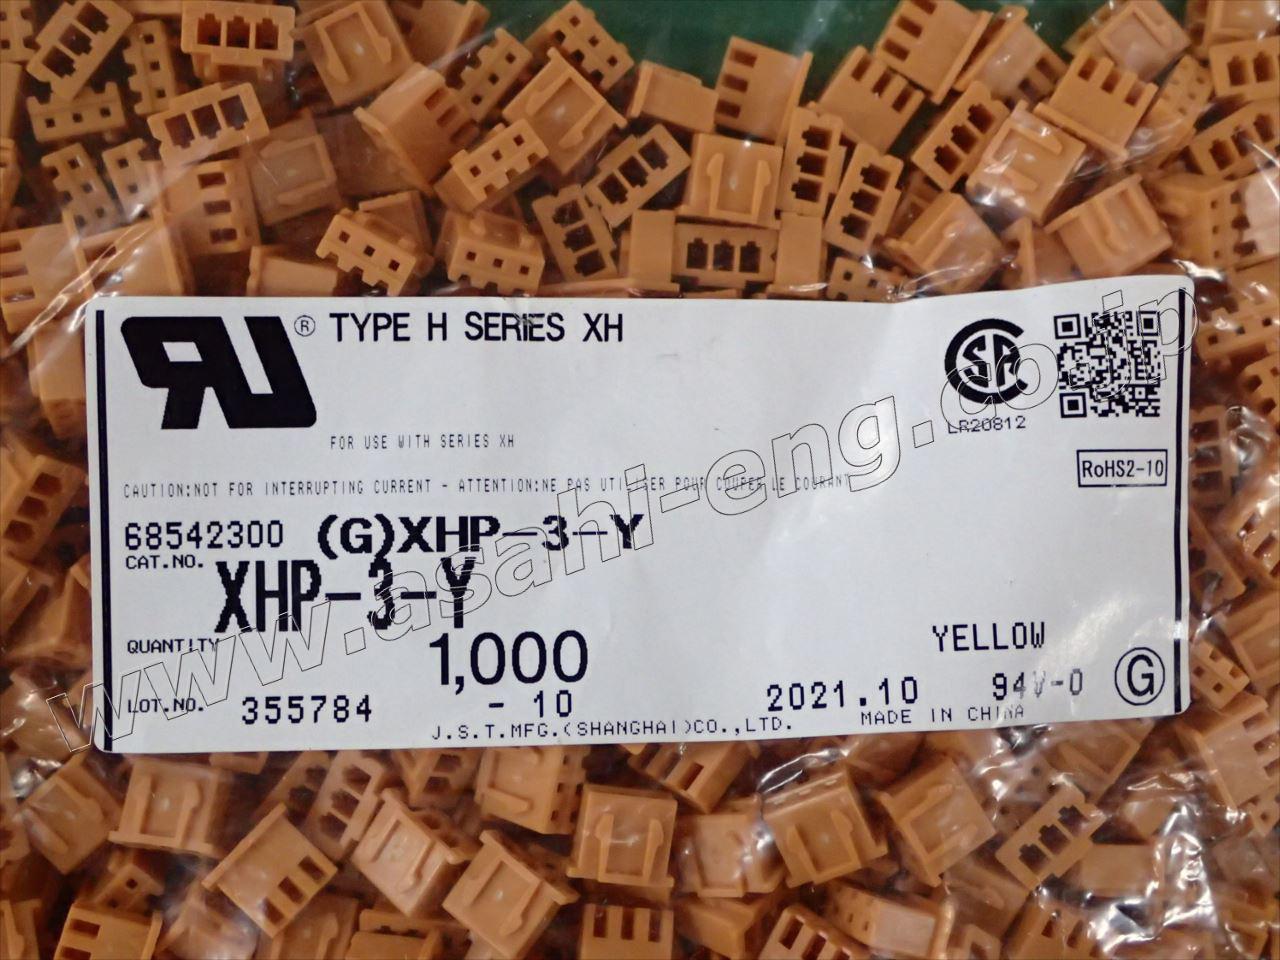 ® TYPE H SERIES XH
LR20812
FOR USE WITH SERIES XH
RoHS2-10
CAUTION:NOT FOR INTERRUPTING CURRENT - ATTENTION:NE PAS UTILISER POUR COUPER LE COURANT
68542300 (G)XHP-3-Y
CAT.NO. XHP-3-Y
QUANTITY 1,000
YELLOW
LOT.NO. 355784 - 10 2021.10 94V-0 G
J.S.T.MFG.(SHANGHAI)CO.,LTD. MADE IN CHINA
www.asahi-eng.co.jp